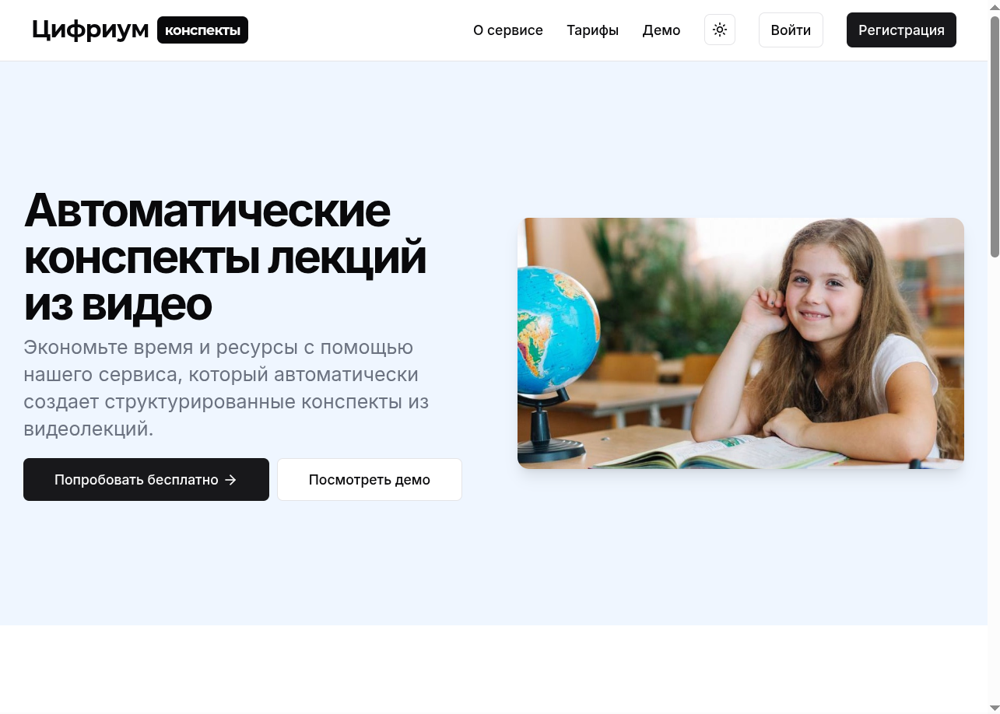 Цифриум конспекты
О сервисе Тарифы Демо Войти Регистрация
Автоматические
конспекты лекций
из видео
Экономьте время и ресурсы с помощью
нашего сервиса, который автоматически
создает структурированные конспекты из
видеолекций.
Попробовать бесплатно → Посмотреть демо